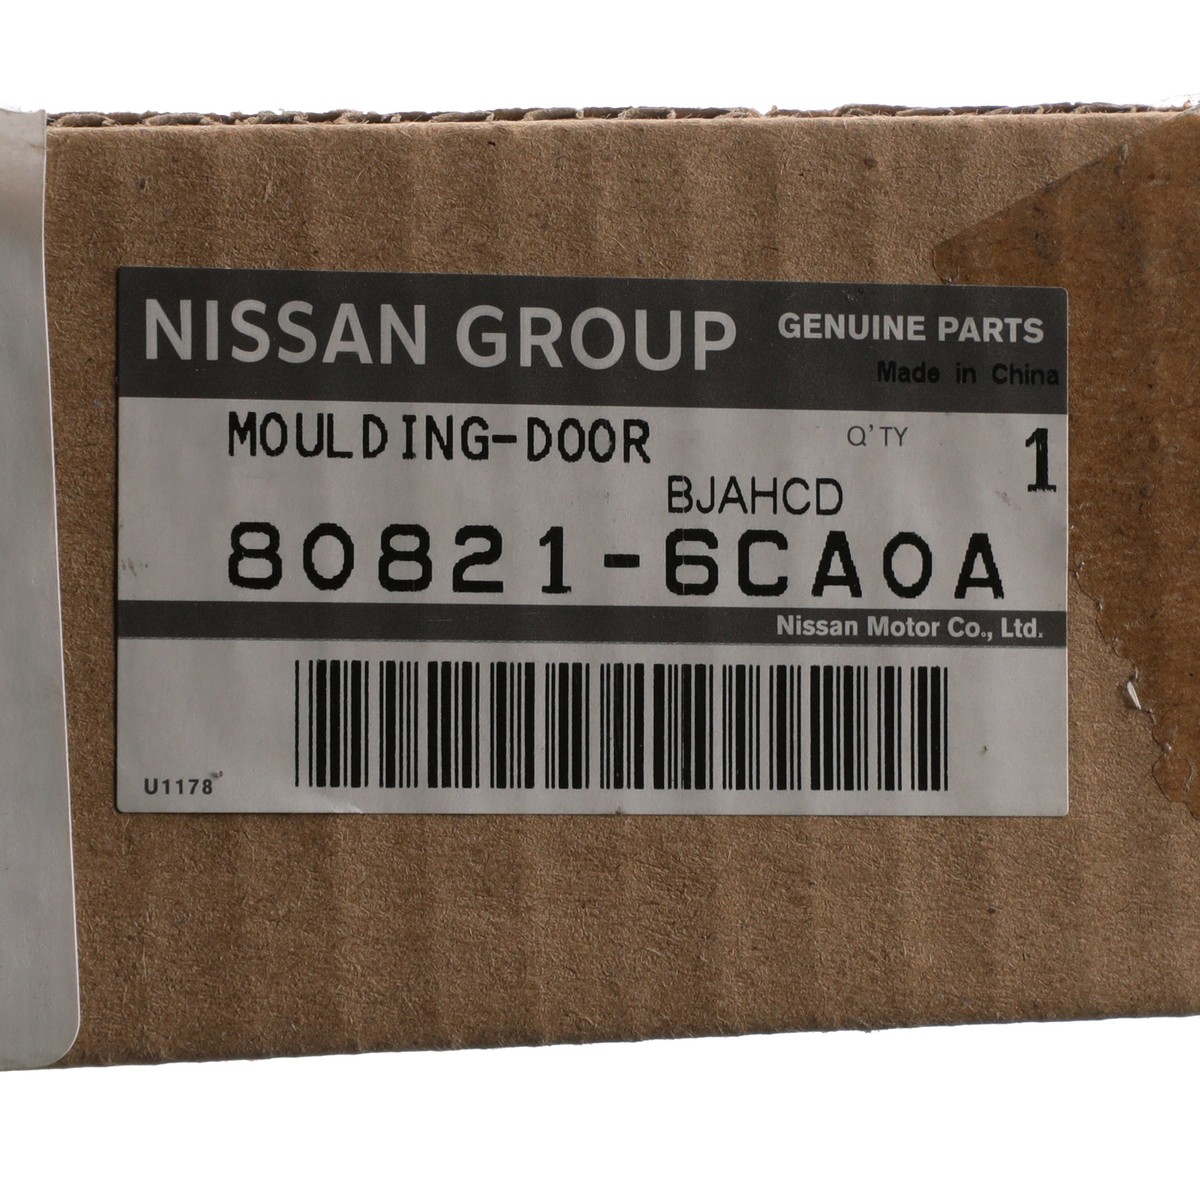 NISSAN GROUP GENUINE PARTS
Made in China
MOULDING-DOOR Q'TY 1
BJAHCD
80821-6CA0A
Nissan Motor Co., Ltd.
U1178